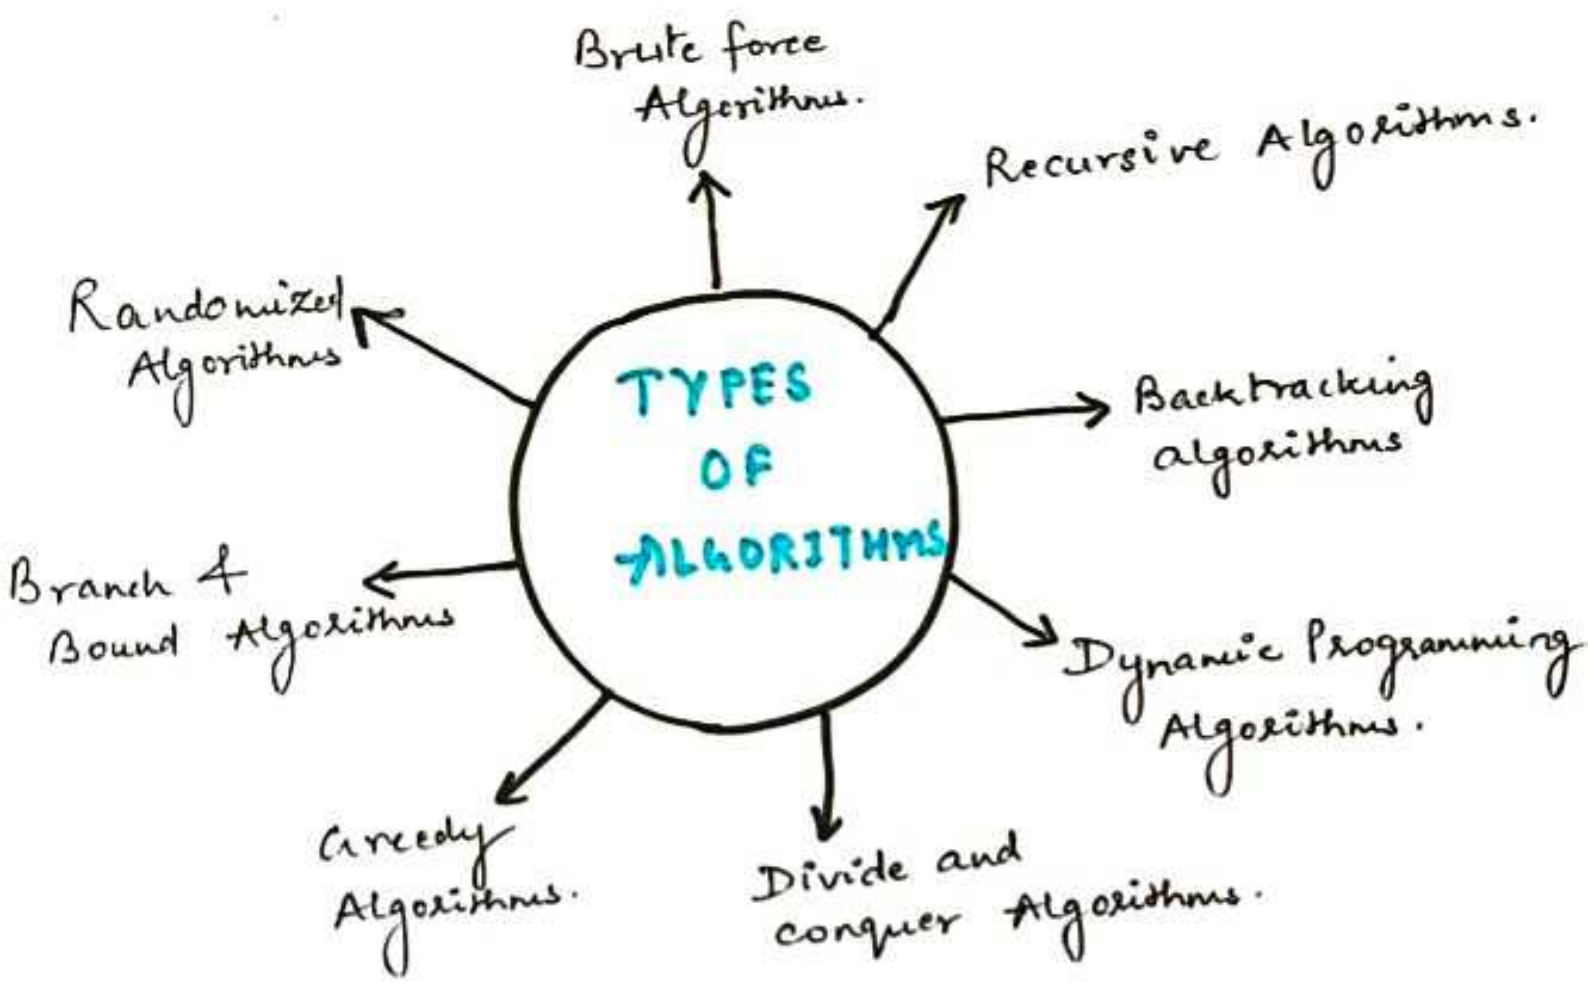 Brute force
Algorithms.
Recursive Algorithms.
Randomized
Algorithms
TYPES
OF
ALGORITHMS
Backtracking
algorithms
Branch &
Bound Algorithms
Dynamic Programming
Algorithms.
Greedy
Algorithms.
Divide and
conquer Algorithms.